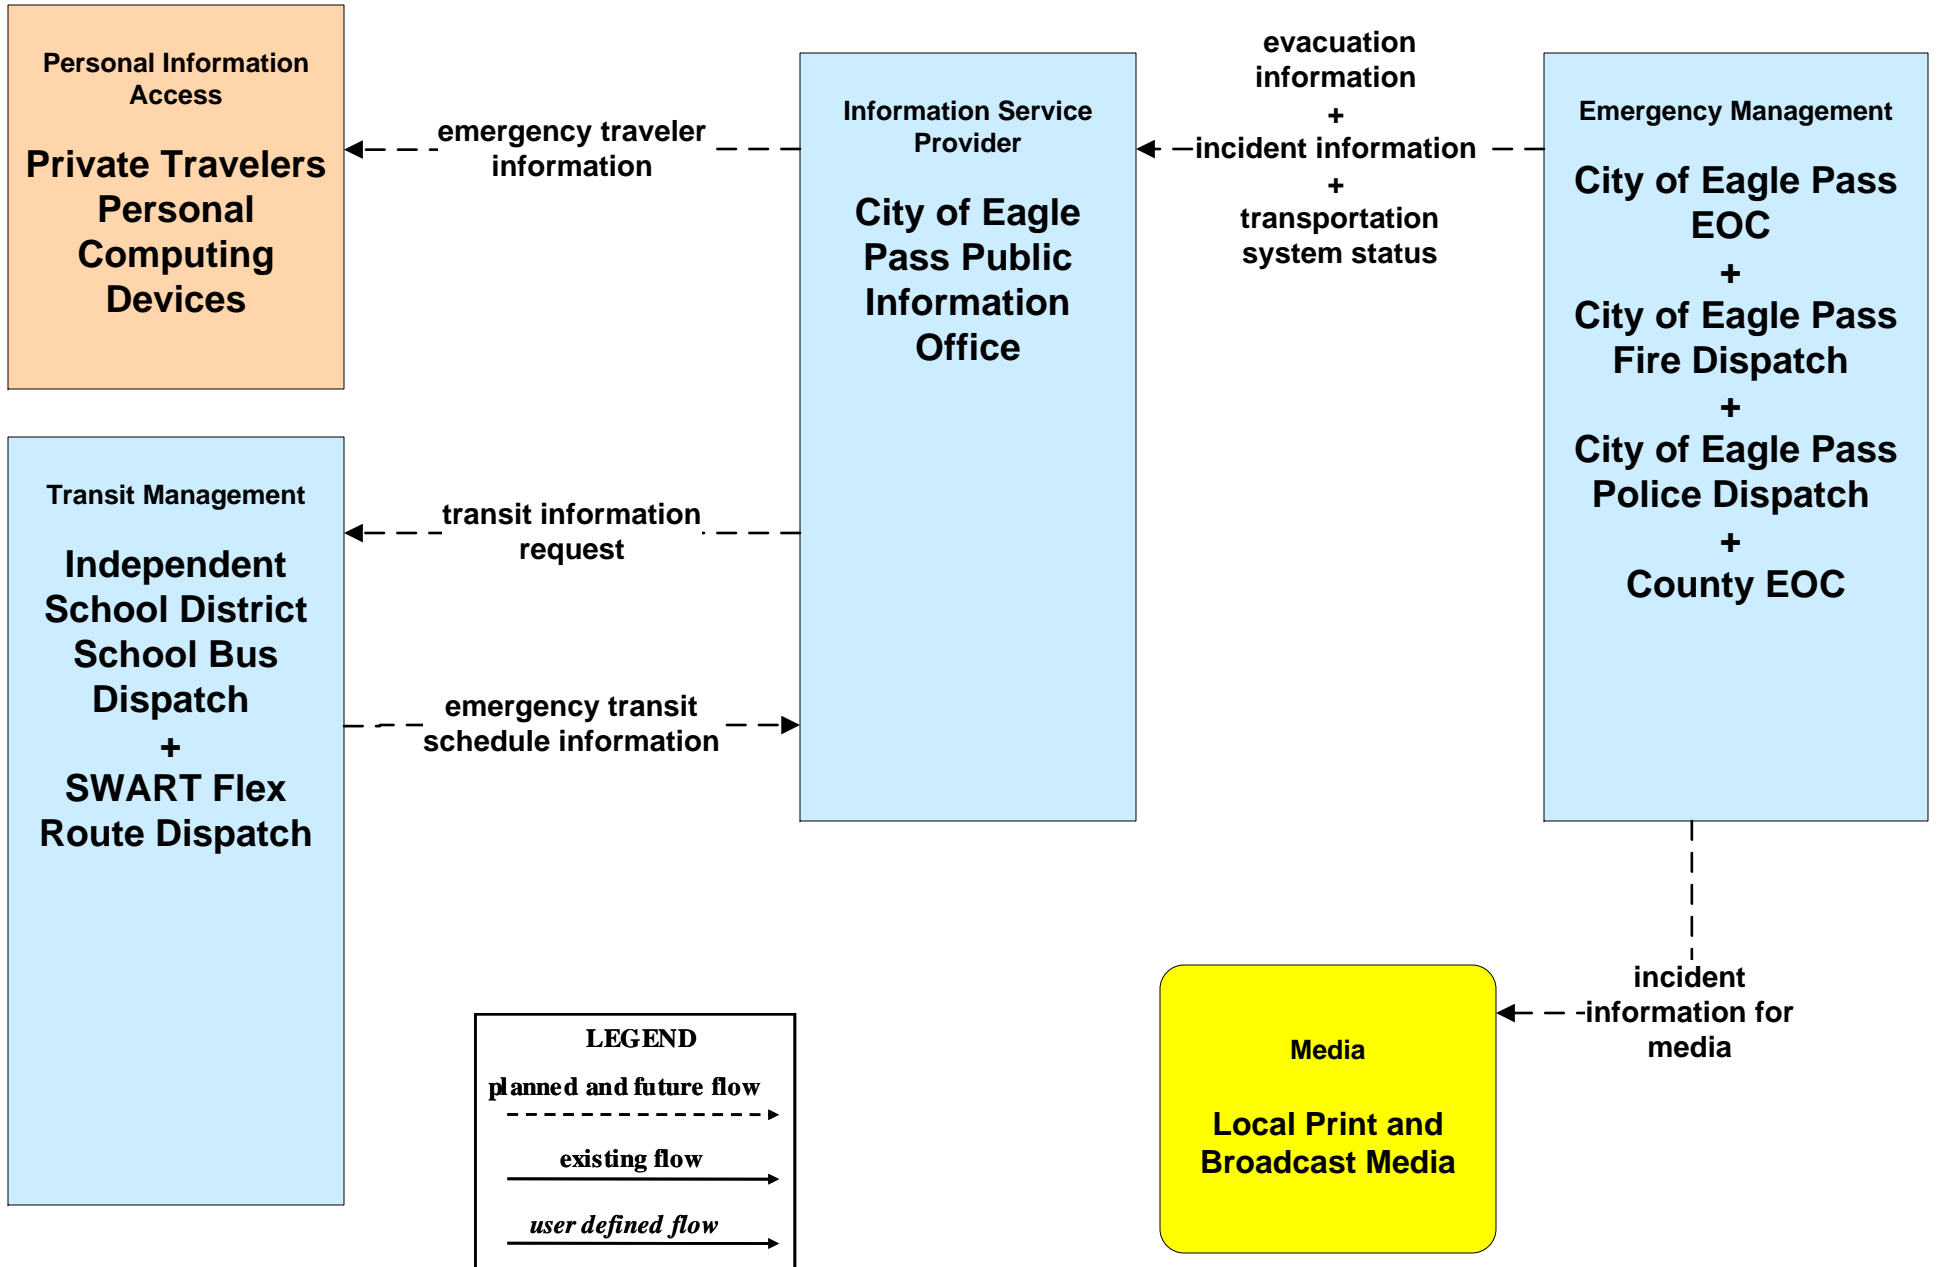 Personal Information
Access
Private Travelers
Personal
Computing
Devices
emergency traveler
information
Information Service
Provider
City of Eagle
Pass Public
Information
Office
evacuation
information
+
incident information
+
transportation
system status
Emergency Management
City of Eagle Pass
EOC
+
City of Eagle Pass
Fire Dispatch
+
City of Eagle Pass
Police Dispatch
+
County EOC
Transit Management
Independent
School District
School Bus
Dispatch
+
SWART Flex
Route Dispatch
transit information
request
emergency transit
schedule information
incident
information for
media
Media
Local Print and
Broadcast Media
LEGEND
planned and future flow
existing flow
user defined flow